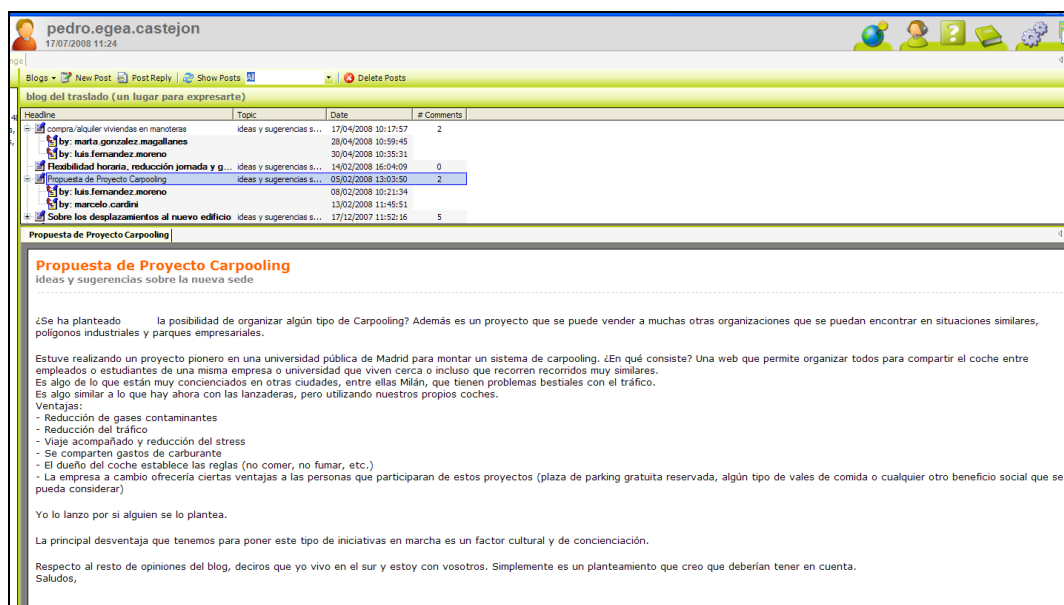 pedro.egea.castejon
17/07/2008 11:24
Blogs New Post Post Reply Show Posts All Delete Posts
blog del traslado (un lugar para expresarte)
Headline Topic Date # Comments
compra/alquiler viviendas en manoteras ideas y sugerencias s... 17/04/2008 10:17:57 2
by: marta.gonzalez.magallanes 28/04/2008 10:59:45
by: luis.fernandez.moreno 30/04/2008 10:35:31
Flexibilidad horaria, reducción jornada y g... ideas y sugerencias s... 14/02/2008 16:04:09 0
Propuesta de Proyecto Carpooling ideas y sugerencias s... 05/02/2008 13:03:50 2
by: luis.fernandez.moreno 08/02/2008 10:21:34
by: marcelo.cardini 13/02/2008 11:45:51
Sobre los desplazamientos al nuevo edificio ideas y sugerencias s... 17/12/2007 11:52:16 5
Propuesta de Proyecto Carpooling
Propuesta de Proyecto Carpooling
ideas y sugerencias sobre la nueva sede
¿Se ha planteado la posibilidad de organizar algún tipo de Carpooling? Además es un proyecto que se puede vender a muchas otras organizaciones que se puedan encontrar en situaciones similares,
polígonos industriales y parques empresariales.
Estuve realizando un proyecto pionero en una universidad pública de Madrid para montar un sistema de carpooling. ¿En qué consiste? Una web que permite organizar todos para compartir el coche entre
empleados o estudiantes de una misma empresa o universidad que viven cerca o incluso que recorren recorridos muy similares.
Es algo de lo que están muy concienciados en otras ciudades, entre ellas Milán, que tienen problemas bestiales con el tráfico.
Es algo similar a lo que hay ahora con las lanzaderas, pero utilizando nuestros propios coches.
Ventajas:
- Reducción de gases contaminantes
- Reducción del tráfico
- Viaje acompañado y reducción del stress
- Se comparten gastos de carburante
- El dueño del coche establece las reglas (no comer, no fumar, etc.)
- La empresa a cambio ofrecería ciertas ventajas a las personas que participaran de estos proyectos (plaza de parking gratuita reservada, algún tipo de vales de comida o cualquier otro beneficio social que se
pueda considerar)
Yo lo lanzo por si alguien se lo plantea.
La principal desventaja que tenemos para poner este tipo de iniciativas en marcha es un factor cultural y de concienciación.
Respecto al resto de opiniones del blog, deciros que yo vivo en el sur y estoy con vosotros. Simplemente es un planteamiento que creo que deberían tener en cuenta.
Saludos,